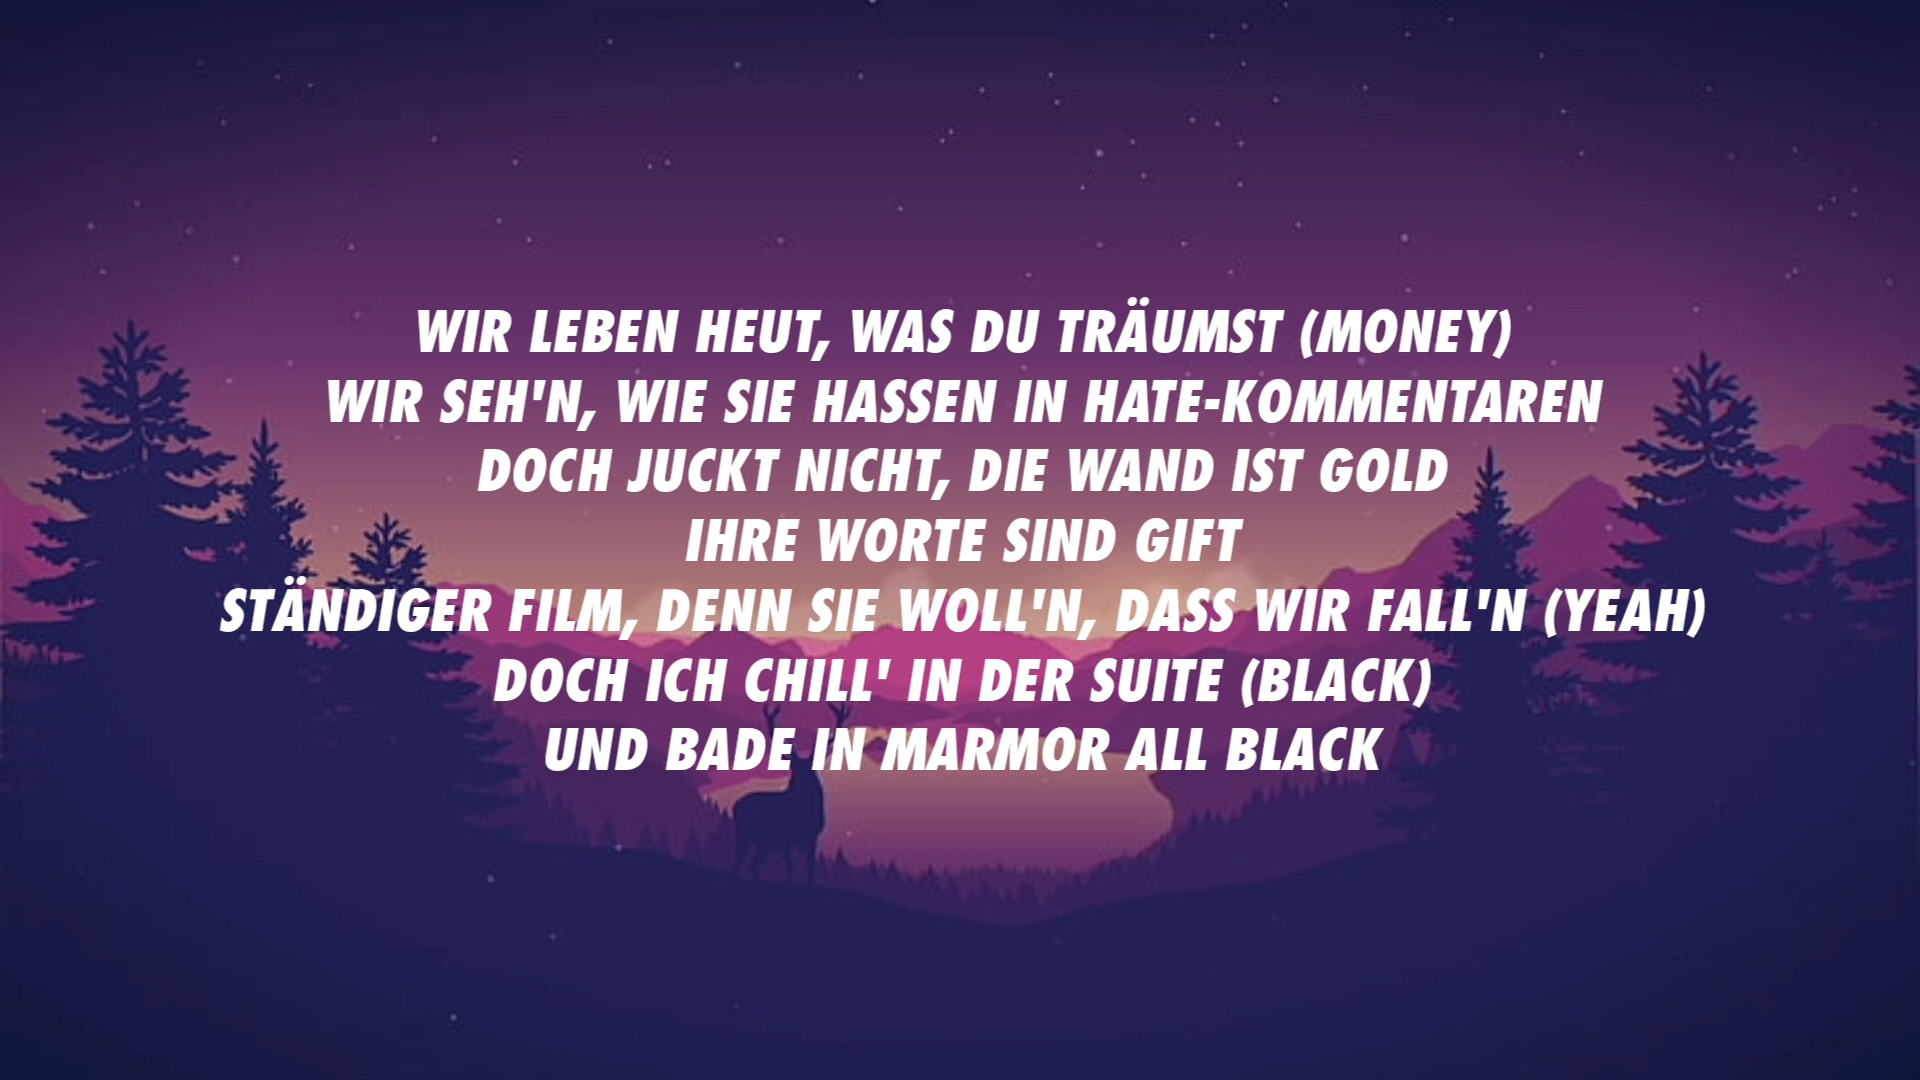 WIR LEBEN HEUT, WAS DU TRÄUMST (MONEY)
WIR SEH'N, WIE SIE HASSEN IN HATE-KOMMENTAREN
DOCH JUCKT NICHT, DIE WAND IST GOLD
IHRE WORTE SIND GIFT
STÄNDIGER FILM, DENN SIE WOLL'N, DASS WIR FALL'N (YEAH)
DOCH ICH CHILL' IN DER SUITE (BLACK)
UND BADE IN MARMOR ALL BLACK